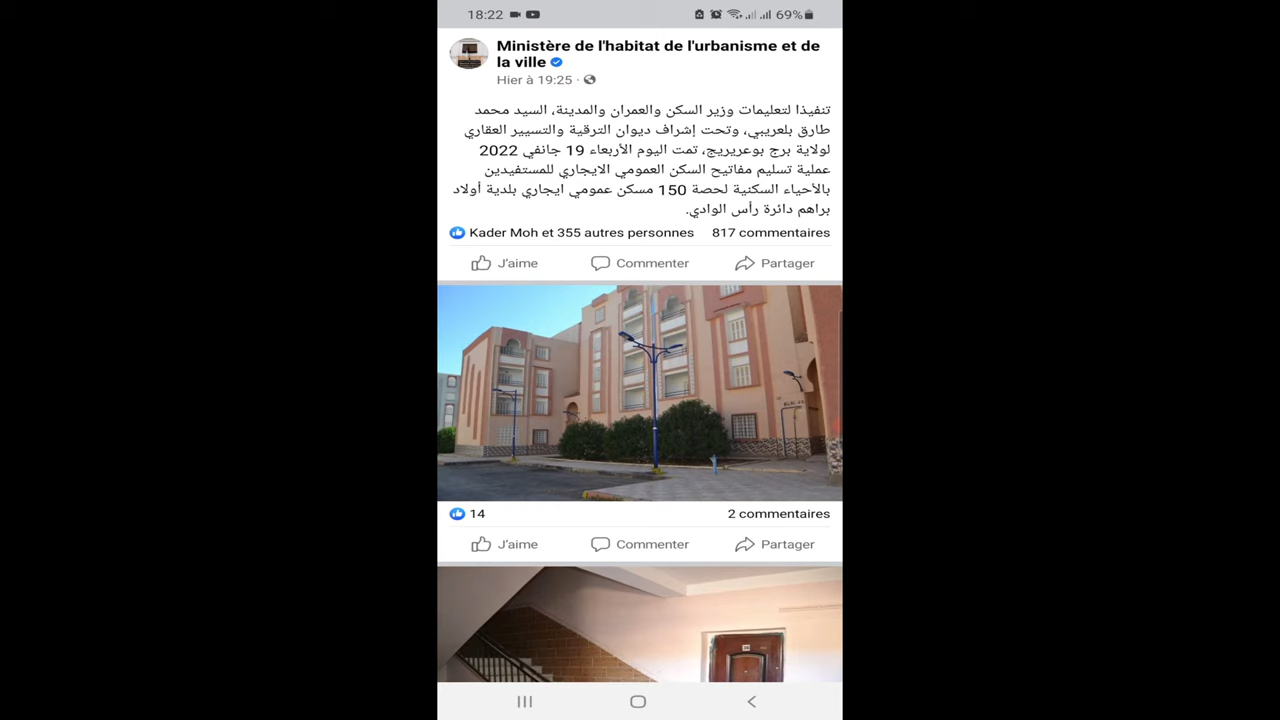 18:22
69%
Ministère de l'habitat de l'urbanisme et de
la ville
Hier à 19:25 ·
تنفيذا لتعليمات وزير السكن والعمران والمدينة، السيد محمد
طارق بلعريبي، وتحت إشراف ديوان الترقية والتسيير العقاري
لولاية برج بوعريريج، تمت اليوم الأربعاء 19 جانفي 2022
عملية تسليم مفاتيح السكن العمومي الايجاري للمستفيدين
بالأحياء السكنية لحصة 150 مسكن عمومي ايجاري بلدية أولاد
براهم دائرة رأس الوادي.
Kader Moh et 355 autres personnes 817 commentaires
J'aime Commenter Partager
14 2 commentaires
J'aime Commenter Partager